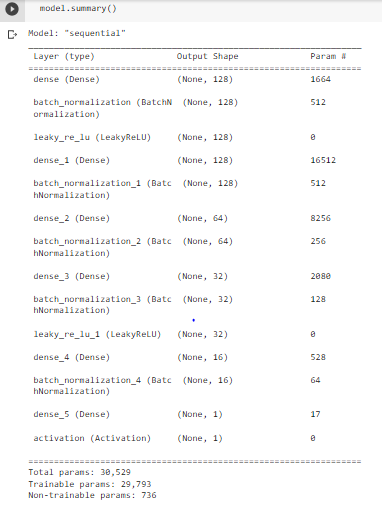 model.summary()
Model: "sequential"
Layer (type) Output Shape Param #
dense (Dense) (None, 128) 1664
batch_normalization (BatchN (None, 128) 512
ormalization)
leaky_re_lu (LeakyReLU) (None, 128) 0
dense_1 (Dense) (None, 128) 16512
batch_normalization_1 (Batc (None, 128) 512
hNormalization)
dense_2 (Dense) (None, 64) 8256
batch_normalization_2 (Batc (None, 64) 256
hNormalization)
dense_3 (Dense) (None, 32) 2080
batch_normalization_3 (Batc (None, 32) 128
hNormalization)
leaky_re_lu_1 (LeakyReLU) (None, 32) 0
dense_4 (Dense) (None, 16) 528
batch_normalization_4 (Batc (None, 16) 64
hNormalization)
dense_5 (Dense) (None, 1) 17
activation (Activation) (None, 1) 0
Total params: 30,529
Trainable params: 29,793
Non-trainable params: 736